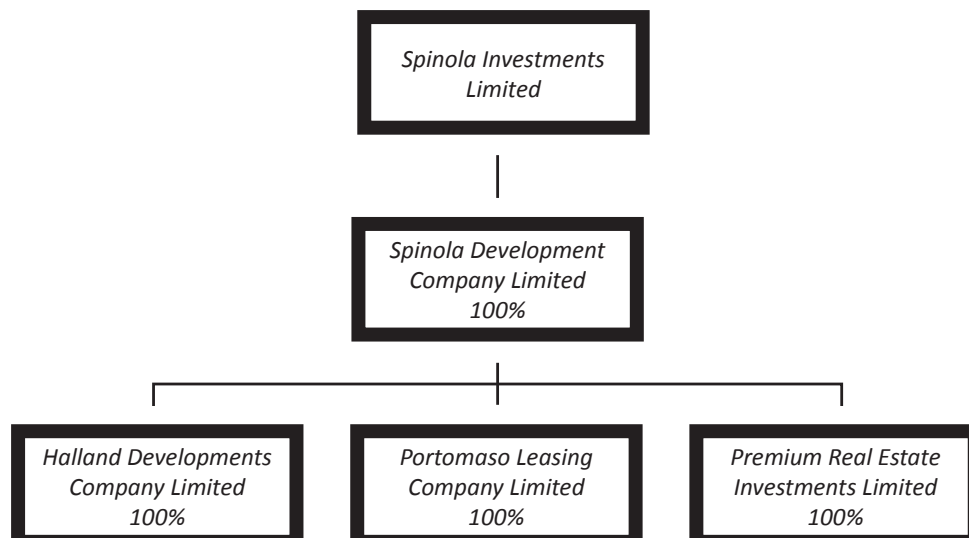 Spinola Investments
Limited
Spinola Development
Company Limited
100%
Halland Developments
Company Limited
100%
Portomaso Leasing
Company Limited
100%
Premium Real Estate
Investments Limited
100%